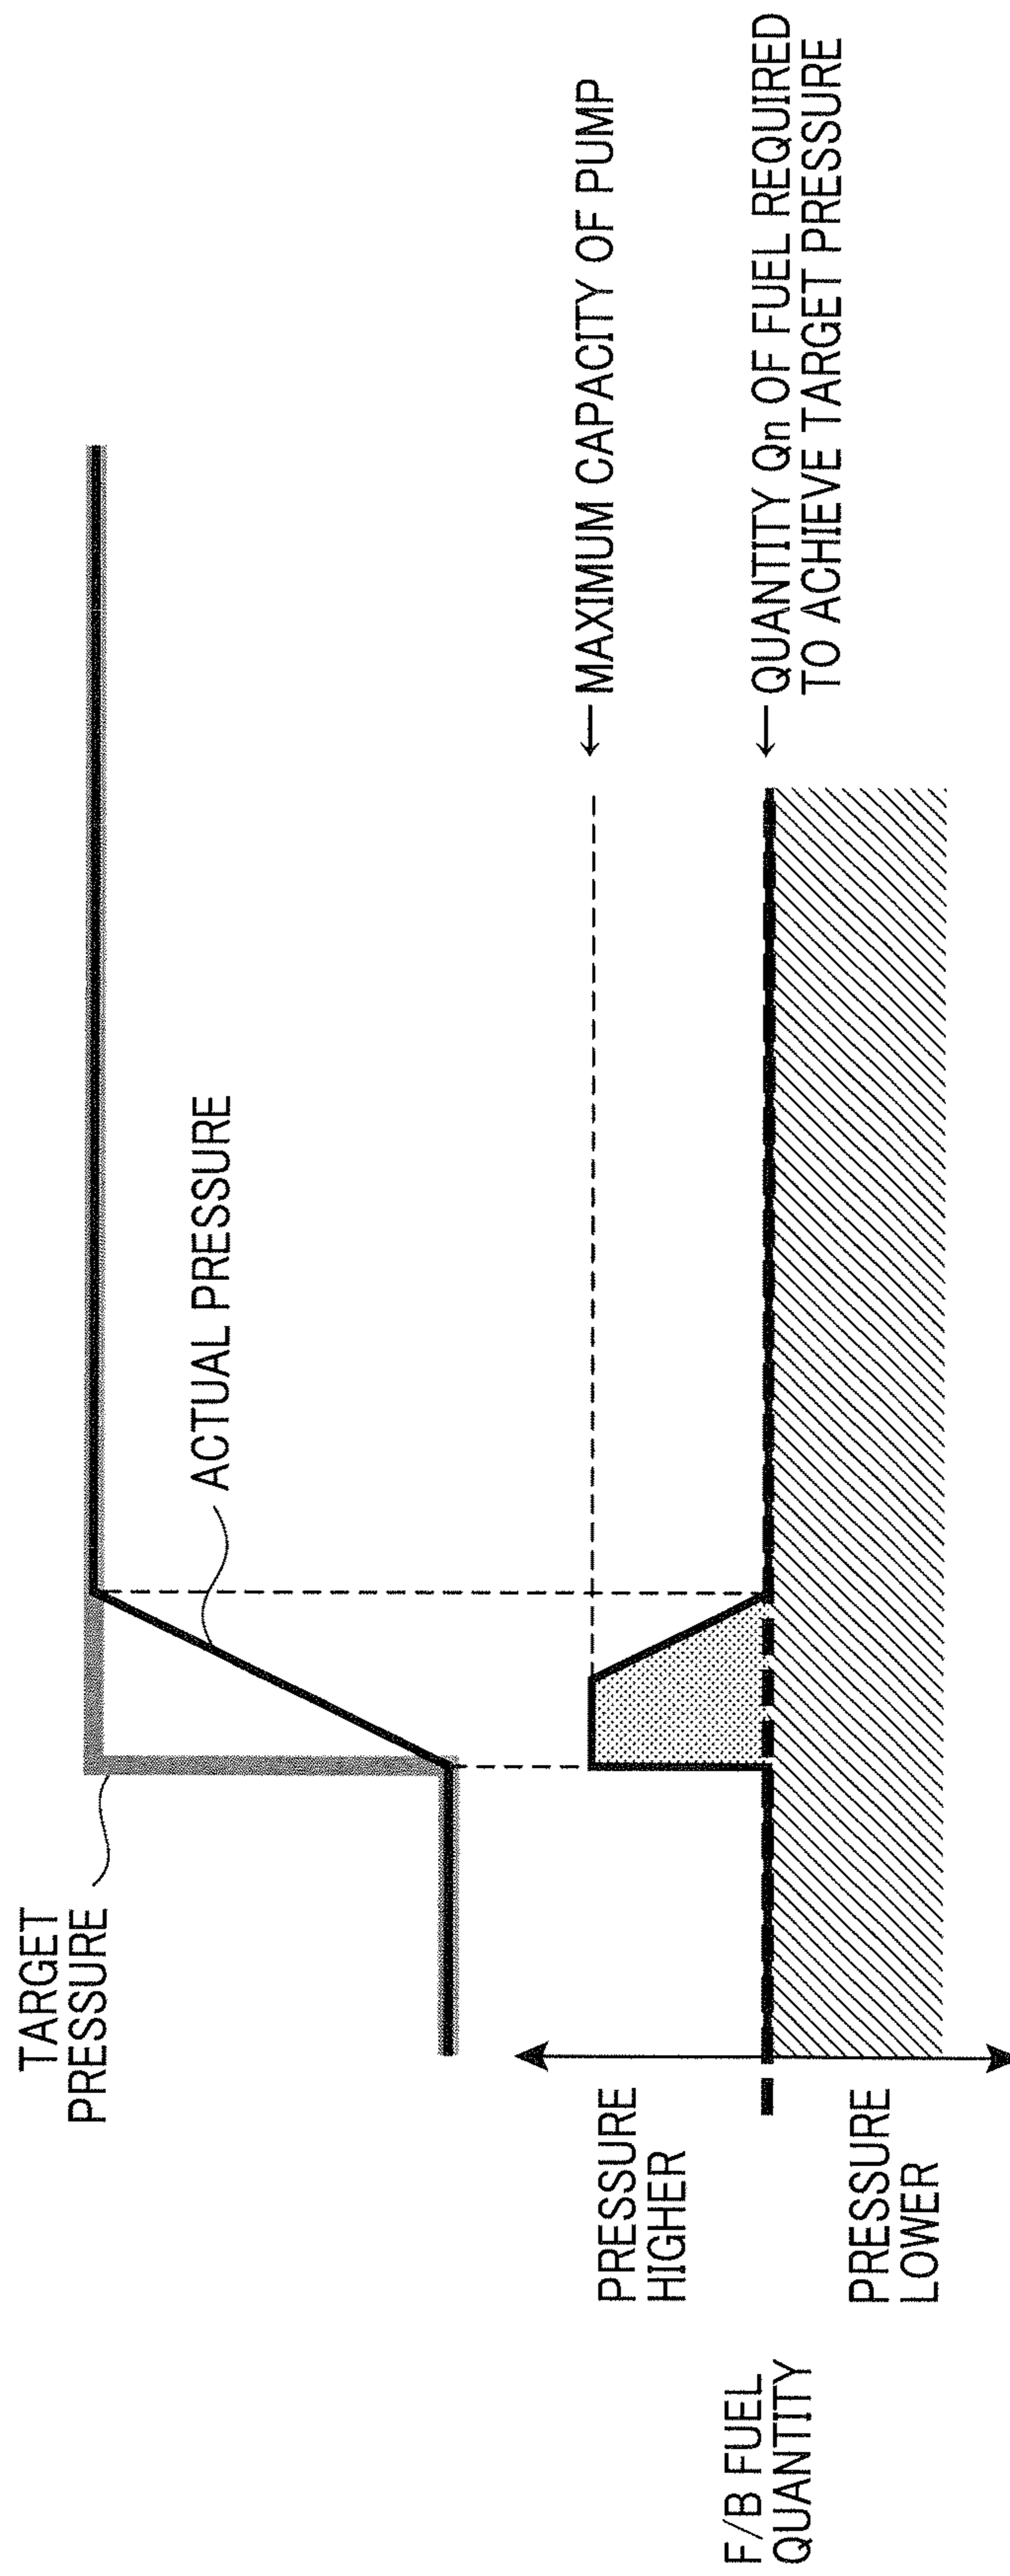 TARGET
PRESSURE
ACTUAL PRESSURE
PRESSURE
HIGHER
MAXIMUM CAPACITY OF PUMP
F/B FUEL
QUANTITY
QUANTITY Qn OF FUEL REQUIRED
TO ACHIEVE TARGET PRESSURE
PRESSURE
LOWER